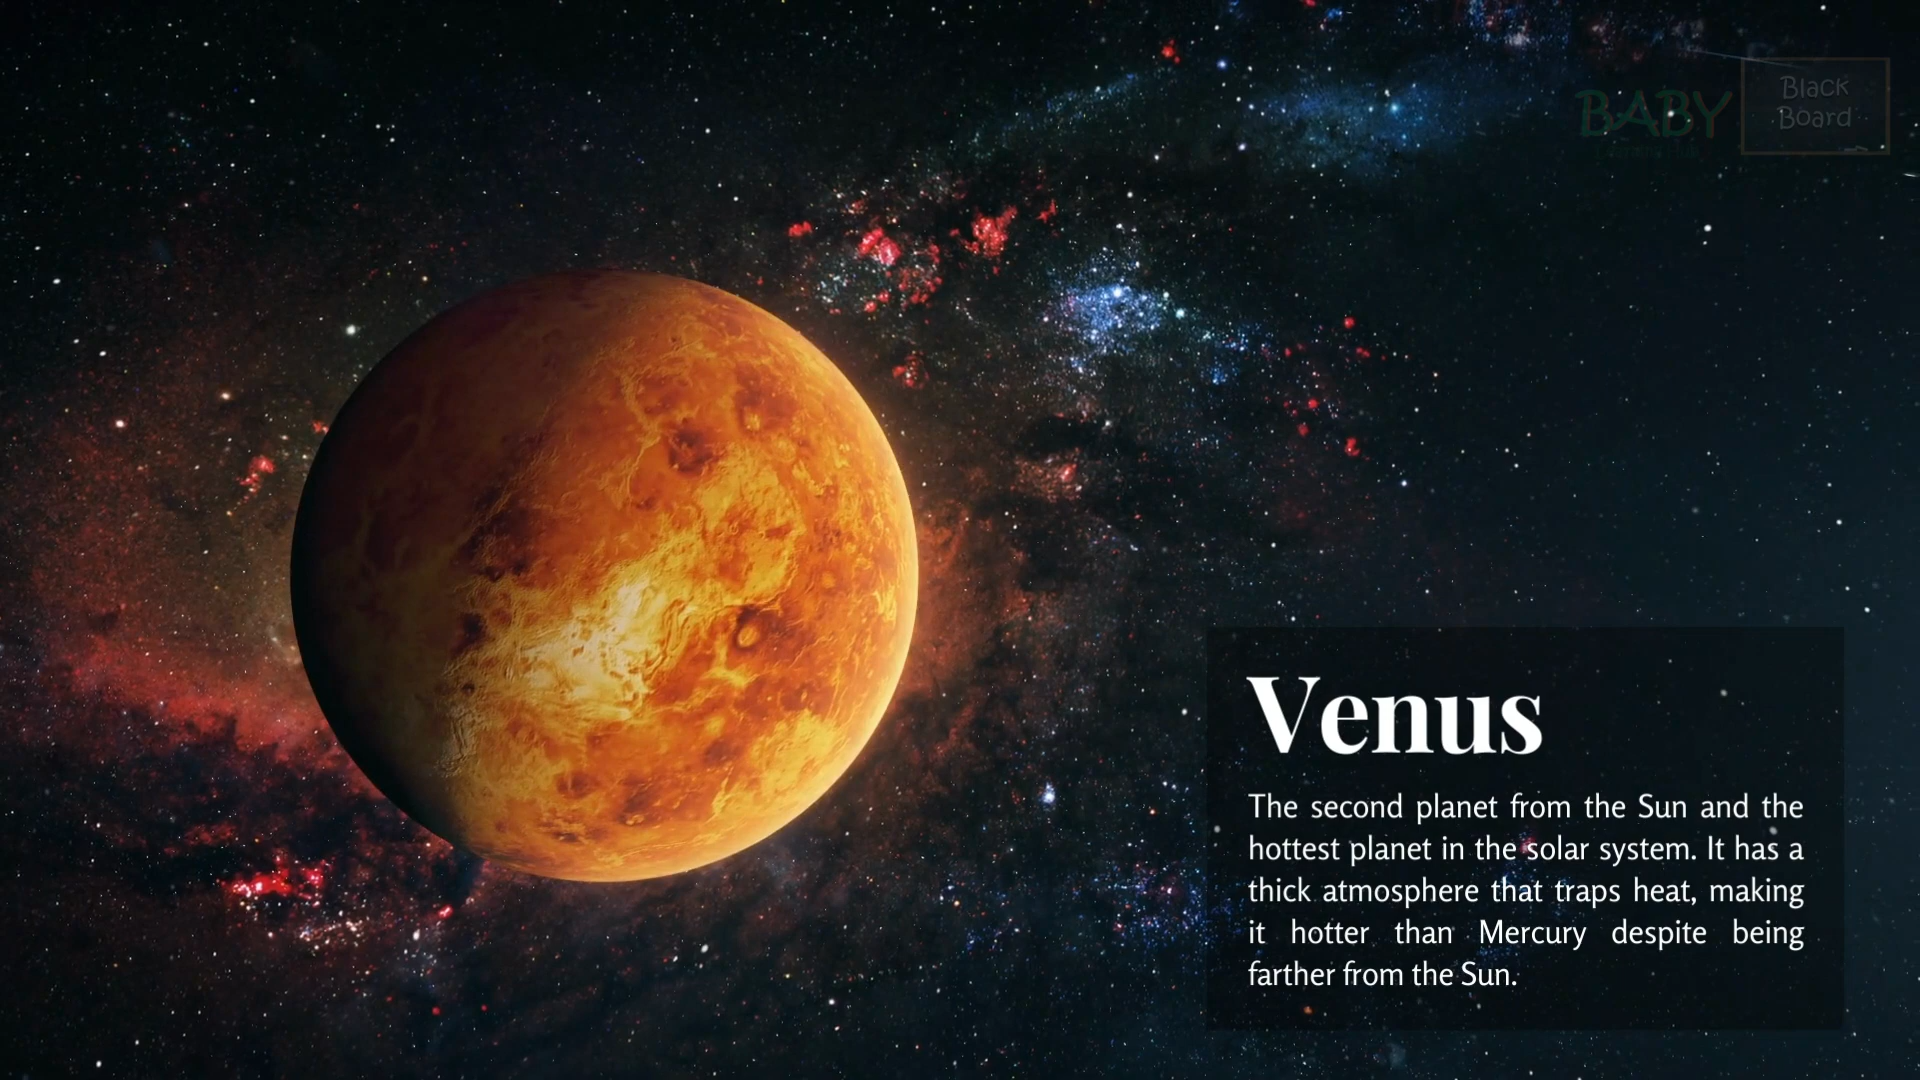 BABY
Black
Board
Venus
The second planet from the Sun and the
hottest planet in the solar system. It has a
thick atmosphere that traps heat, making
it hotter than Mercury despite being
farther from the Sun.